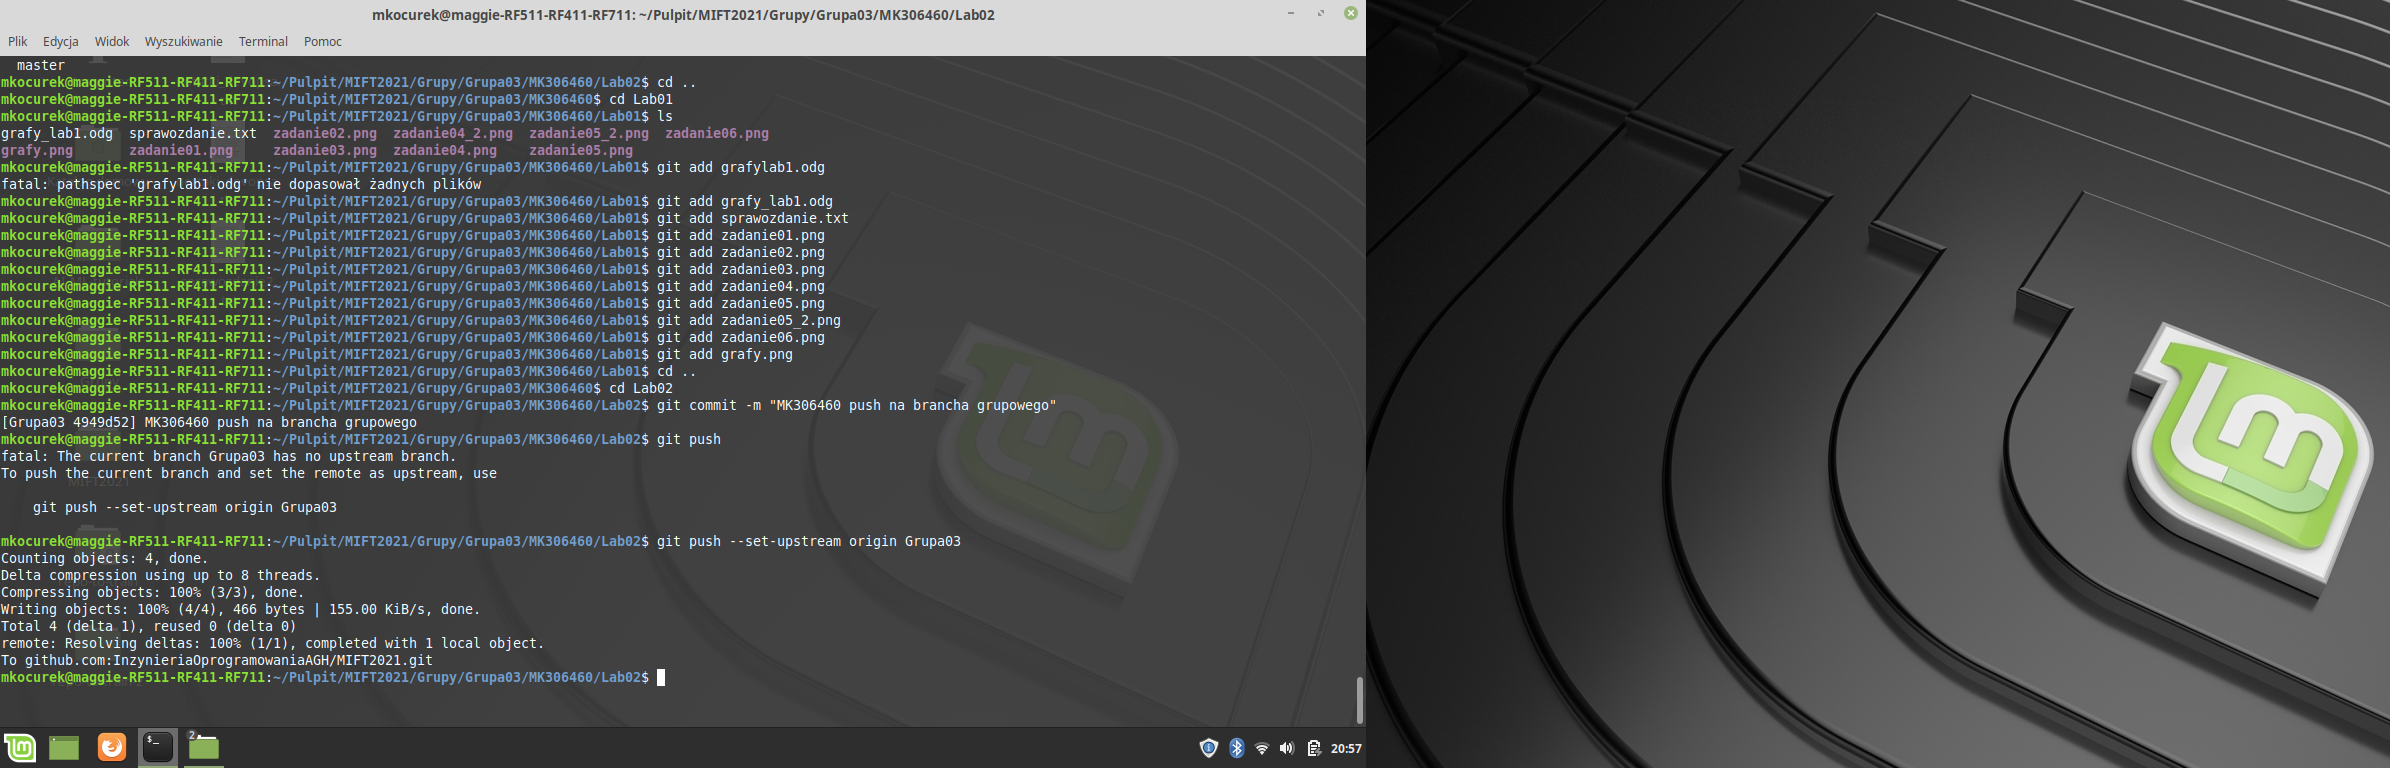 mkocurek@maggie-RF511-RF411-RF711: ~/Pulpit/MIFT2021/Grupy/Grupa03/MK306460/Lab02
Plik Edycja Widok Wyszukiwanie Terminal Pomoc
master
mkocurek@maggie-RF511-RF411-RF711:~/Pulpit/MIFT2021/Grupy/Grupa03/MK306460/Lab02$ cd ..
mkocurek@maggie-RF511-RF411-RF711:~/Pulpit/MIFT2021/Grupy/Grupa03/MK306460$ cd Lab01
mkocurek@maggie-RF511-RF411-RF711:~/Pulpit/MIFT2021/Grupy/Grupa03/MK306460/Lab01$ ls
grafy_lab1.odg sprawozdanie.txt zadanie02.png zadanie04_2.png zadanie05_2.png zadanie06.png
grafy.png zadanie01.png zadanie03.png zadanie04.png zadanie05.png
mkocurek@maggie-RF511-RF411-RF711:~/Pulpit/MIFT2021/Grupy/Grupa03/MK306460/Lab01$ git add grafylab1.odg
fatal: pathspec 'grafylab1.odg' nie dopasował żadnych plików
mkocurek@maggie-RF511-RF411-RF711:~/Pulpit/MIFT2021/Grupy/Grupa03/MK306460/Lab01$ git add grafy_lab1.odg
mkocurek@maggie-RF511-RF411-RF711:~/Pulpit/MIFT2021/Grupy/Grupa03/MK306460/Lab01$ git add sprawozdanie.txt
mkocurek@maggie-RF511-RF411-RF711:~/Pulpit/MIFT2021/Grupy/Grupa03/MK306460/Lab01$ git add zadanie01.png
mkocurek@maggie-RF511-RF411-RF711:~/Pulpit/MIFT2021/Grupy/Grupa03/MK306460/Lab01$ git add zadanie02.png
mkocurek@maggie-RF511-RF411-RF711:~/Pulpit/MIFT2021/Grupy/Grupa03/MK306460/Lab01$ git add zadanie03.png
mkocurek@maggie-RF511-RF411-RF711:~/Pulpit/MIFT2021/Grupy/Grupa03/MK306460/Lab01$ git add zadanie04.png
mkocurek@maggie-RF511-RF411-RF711:~/Pulpit/MIFT2021/Grupy/Grupa03/MK306460/Lab01$ git add zadanie05.png
mkocurek@maggie-RF511-RF411-RF711:~/Pulpit/MIFT2021/Grupy/Grupa03/MK306460/Lab01$ git add zadanie05_2.png
mkocurek@maggie-RF511-RF411-RF711:~/Pulpit/MIFT2021/Grupy/Grupa03/MK306460/Lab01$ git add zadanie06.png
mkocurek@maggie-RF511-RF411-RF711:~/Pulpit/MIFT2021/Grupy/Grupa03/MK306460/Lab01$ git add grafy.png
mkocurek@maggie-RF511-RF411-RF711:~/Pulpit/MIFT2021/Grupy/Grupa03/MK306460/Lab01$ cd ..
mkocurek@maggie-RF511-RF411-RF711:~/Pulpit/MIFT2021/Grupy/Grupa03/MK306460$ cd Lab02
mkocurek@maggie-RF511-RF411-RF711:~/Pulpit/MIFT2021/Grupy/Grupa03/MK306460/Lab02$ git commit -m "MK306460 push na brancha grupowego"
[Grupa03 4949d52] MK306460 push na brancha grupowego
mkocurek@maggie-RF511-RF411-RF711:~/Pulpit/MIFT2021/Grupy/Grupa03/MK306460/Lab02$ git push
fatal: The current branch Grupa03 has no upstream branch.
To push the current branch and set the remote as upstream, use
git push --set-upstream origin Grupa03
mkocurek@maggie-RF511-RF411-RF711:~/Pulpit/MIFT2021/Grupy/Grupa03/MK306460/Lab02$ git push --set-upstream origin Grupa03
Counting objects: 4, done.
Delta compression using up to 8 threads.
Compressing objects: 100% (3/3), done.
Writing objects: 100% (4/4), 466 bytes | 155.00 KiB/s, done.
Total 4 (delta 1), reused 0 (delta 0)
remote: Resolving deltas: 100% (1/1), completed with 1 local object.
To github.com:InzynieriaOprogramowaniaAGH/MIFT2021.git
mkocurek@maggie-RF511-RF411-RF711:~/Pulpit/MIFT2021/Grupy/Grupa03/MK306460/Lab02$
MIFT2021
$_
2
20:57